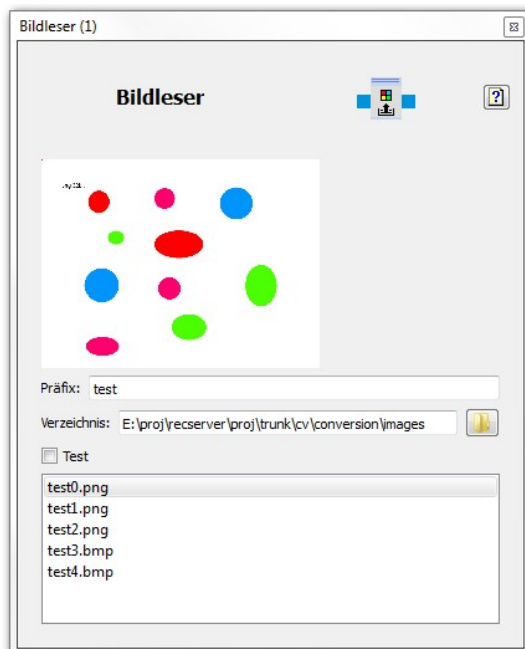 Bildleser (1)
Bildleser
Präfix: test
Verzeichnis: E:\proj\recserver\proj\trunk\cv\conversion\images
Test
test0.png
test1.png
test2.png
test3.bmp
test4.bmp